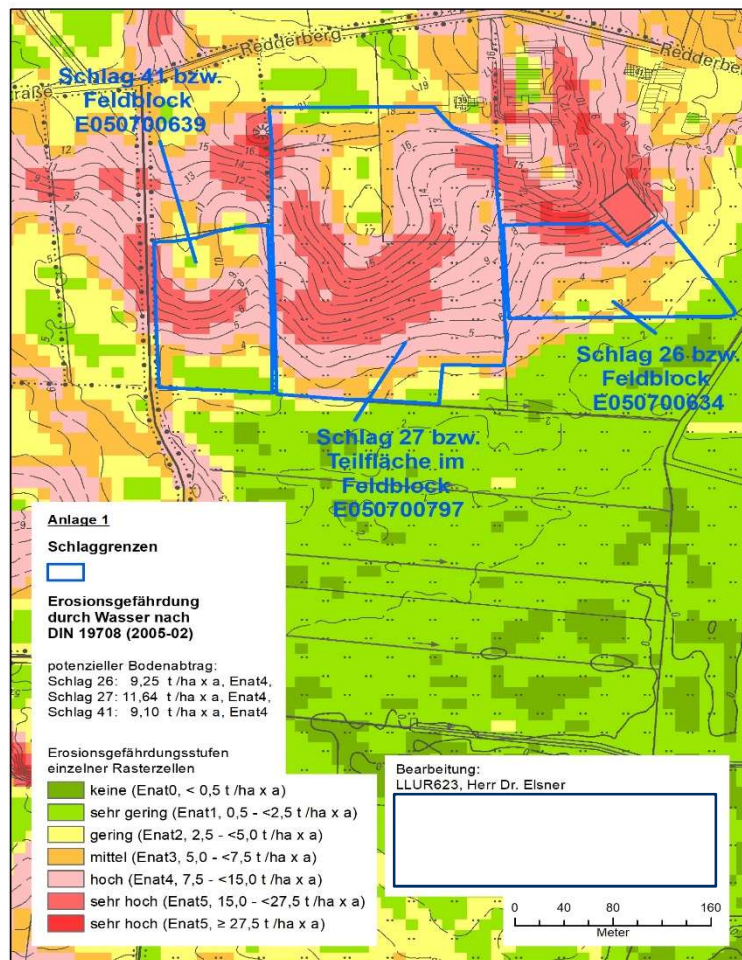 Redderberg
Redderberg
raße
Schlag 41 bzw.
Feldblock
E050700639
Schlag 26 bzw.
Feldblock
E050700634
Schlag 27 bzw.
Teilfläche im
Feldblock
E050700797
Anlage 1
Schlaggrenzen
Erosionsgefährdung
durch Wasser nach
DIN 19708 (2005-02)
potenzieller Bodenabtrag:
Schlag 26: 9,25 t /ha x a, Enat4,
Schlag 27: 11,64 t /ha x a, Enat4,
Schlag 41: 9,10 t /ha x a, Enat4
Erosionsgefährdungsstufen
einzelner Rasterzellen
keine (Enat0, < 0,5 t /ha x a)
sehr gering (Enat1, 0,5 - <2,5 t /ha x a)
gering (Enat2, 2,5 - <5,0 t /ha x a)
mittel (Enat3, 5,0 - <7,5 t /ha x a)
hoch (Enat4, 7,5 - <15,0 t /ha x a)
sehr hoch (Enat5, 15,0 - <27,5 t /ha x a)
sehr hoch (Enat5, ≥ 27,5 t /ha x a)
Bearbeitung:
LLUR623, Herr Dr. Elsner
0 40 80 120 160
Meter